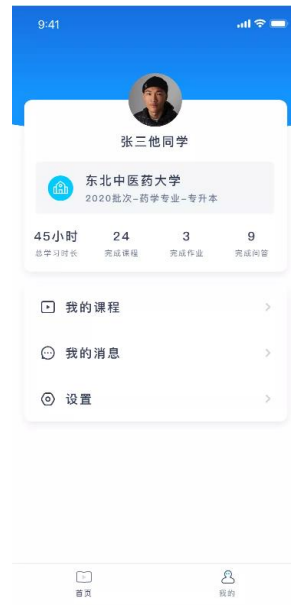 9:41
张三他同学
东北中医药大学
2020批次-药学专业-专升本
45小时 24 3 9
总学习时长 完成课程 完成作业 完成问答
我的课程
我的消息
设置
首页 我的